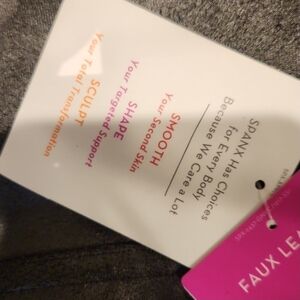 SPANX Has Choices
for Every Body
Because We Care a Lot
SMOOTH
Your Second Skin
SHAPE
Your Targeted Support
SCULPT
Your Total Transformation
FAUX LEA